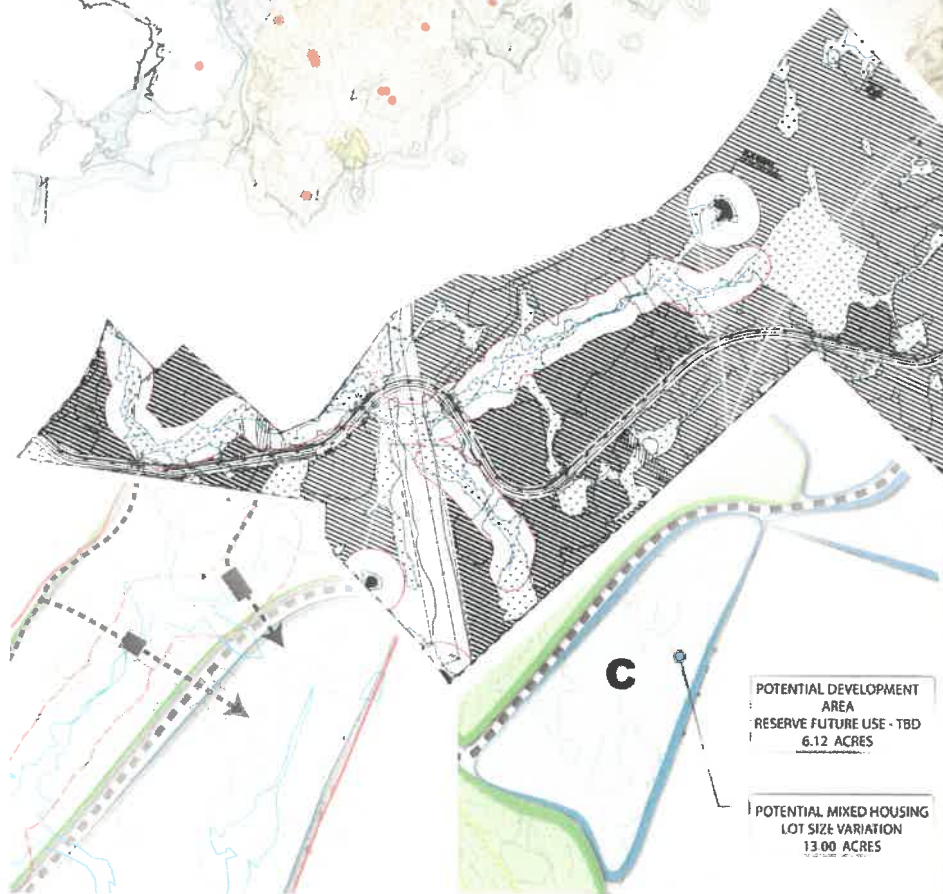 C
POTENTIAL DEVELOPMENT
AREA
RESERVE FUTURE USE - TBD
6.12 ACRES
POTENTIAL MIXED HOUSING
LOT SIZE VARIATION
13.00 ACRES